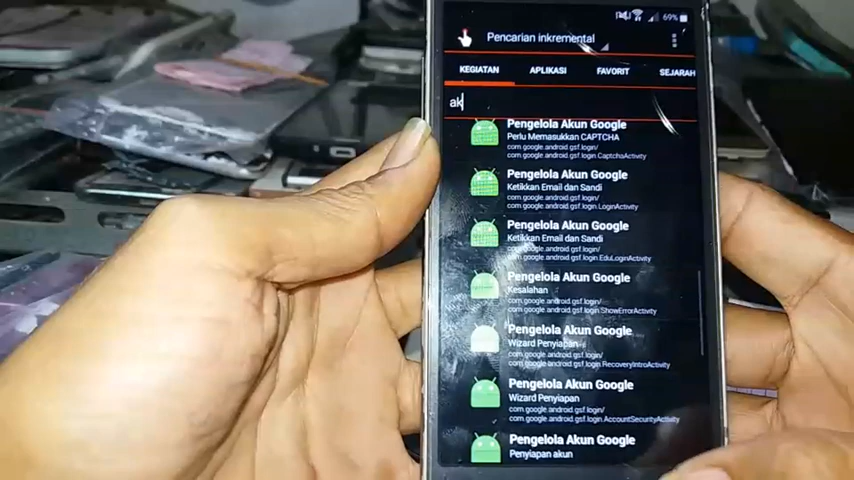 69%
Pencarian inkremental
KEGIATAN APLIKASI FAVORIT SEJARAH
ak
Pengelola Akun Google
Perlu Memasukkan CAPTCHA
com.google.android.gsf.login/
com.google.android.gsf.login CaptchaActivity
Pengelola Akun Google
Ketikkan Email dan Sandi
com.google.android.gsf.login/
com.google.android.gsf.login.LoginActivity
Pengelola Akun Google
Ketikkan Email dan Sandi
com.google.android.gsf.login/
com.google.android.gsf.login.EduLoginActivity
Pengelola Akun Google
Kesalahan
com.google.android.gsf.login/
com.google.android.gsf.login.ShowErrorActivity
Pengelola Akun Google
Wizard Penyiapan
com.google.android.gsf.login/
com.google.android.gsf.login.RecoveryIntroActivity
Pengelola Akun Google
Wizard Penyiapan
com.google.android.gsf.login/
com.google.android.gsf.login.AccountSecurityActivity
Pengelola Akun Google
Penyiapan akun